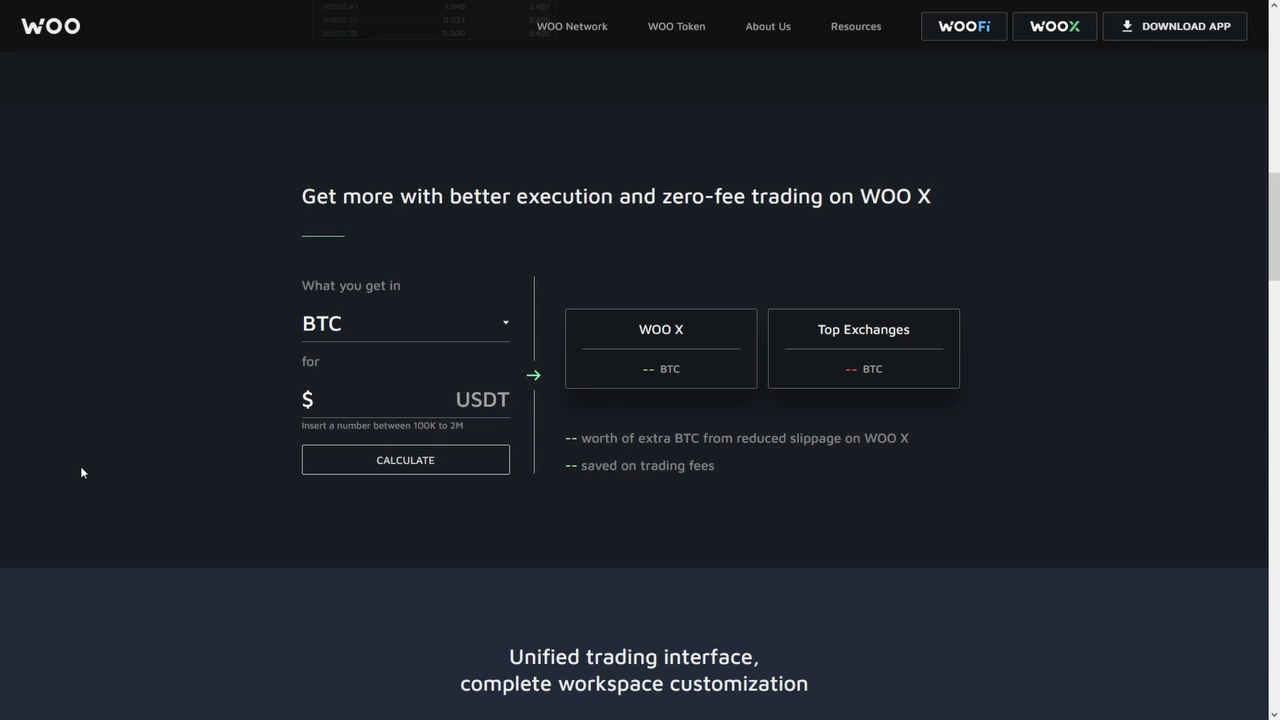 WOO
WOO Network
WOO Token
About Us
Resources
WOOFi
WOOX
DOWNLOAD APP
Get more with better execution and zero-fee trading on WOO X
What you get in
BTC
for
$ USDT
Insert a number between 100K to 2M
CALCULATE
WOO X
-- BTC
Top Exchanges
-- BTC
-- worth of extra BTC from reduced slippage on WOO X
-- saved on trading fees
Unified trading interface,
complete workspace customization